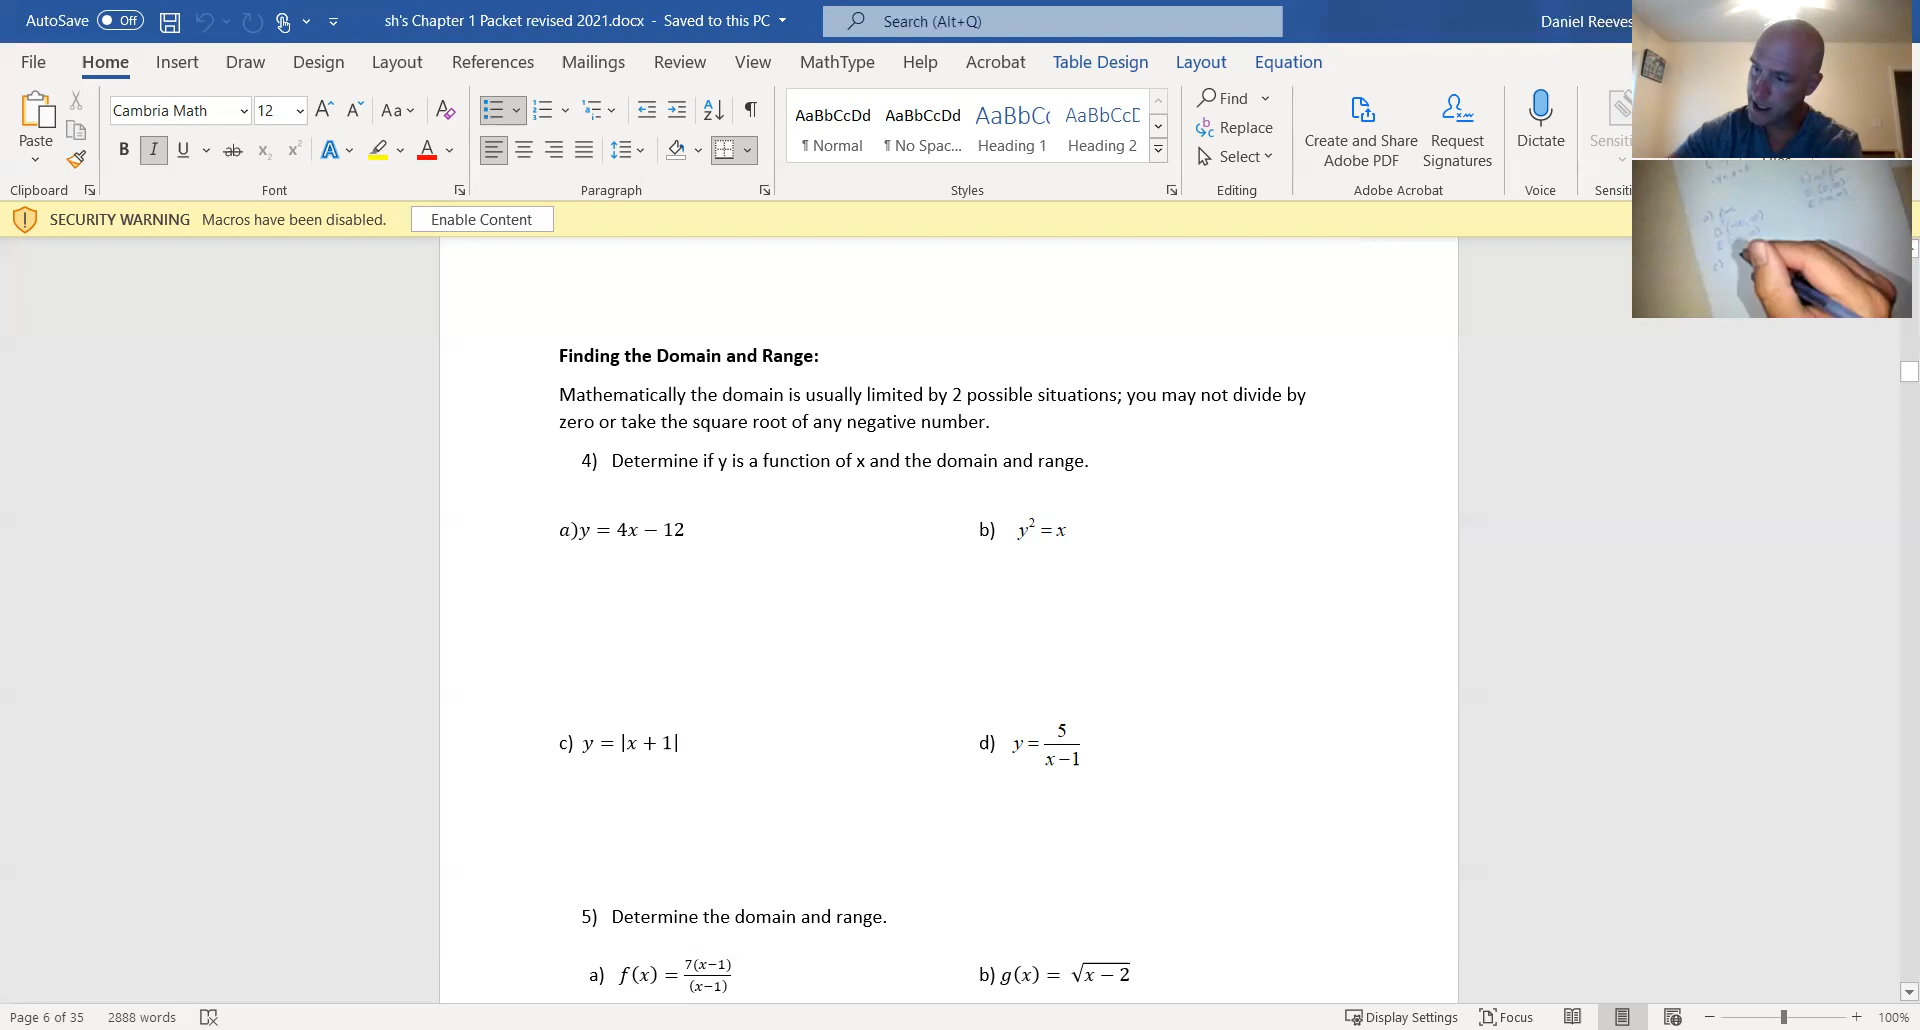 AutoSave Off sh's Chapter 1 Packet revised 2021.docx - Saved to this PC Search (Alt+Q) Daniel Reeves
File Home Insert Draw Design Layout References Mailings Review View MathType Help Acrobat Table Design Layout Equation
Paste
Clipboard
Cambria Math 12 Aa
B I U ab x₂ x² A A
Font
Paragraph
AaBbCcDd AaBbCcDd AaBbCc AaBbCcD
¶ Normal ¶ No Spac... Heading 1 Heading 2
Styles
Find
Replace
Select
Editing
Create and Share Adobe PDF
Request Signatures
Adobe Acrobat
Dictate
Voice
Sensiti
Sensiti
SECURITY WARNING Macros have been disabled. Enable Content
Finding the Domain and Range:
Mathematically the domain is usually limited by 2 possible situations; you may not divide by
zero or take the square root of any negative number.
4) Determine if y is a function of x and the domain and range.
a)y = 4x − 12 b) y² = x
c) y = |x + 1| d) y = 5/(x−1)
5) Determine the domain and range.
a) f(x) = 7(x−1)/(x−1) b) g(x) = √(x − 2)
Page 6 of 35 2888 words Display Settings Focus 100%